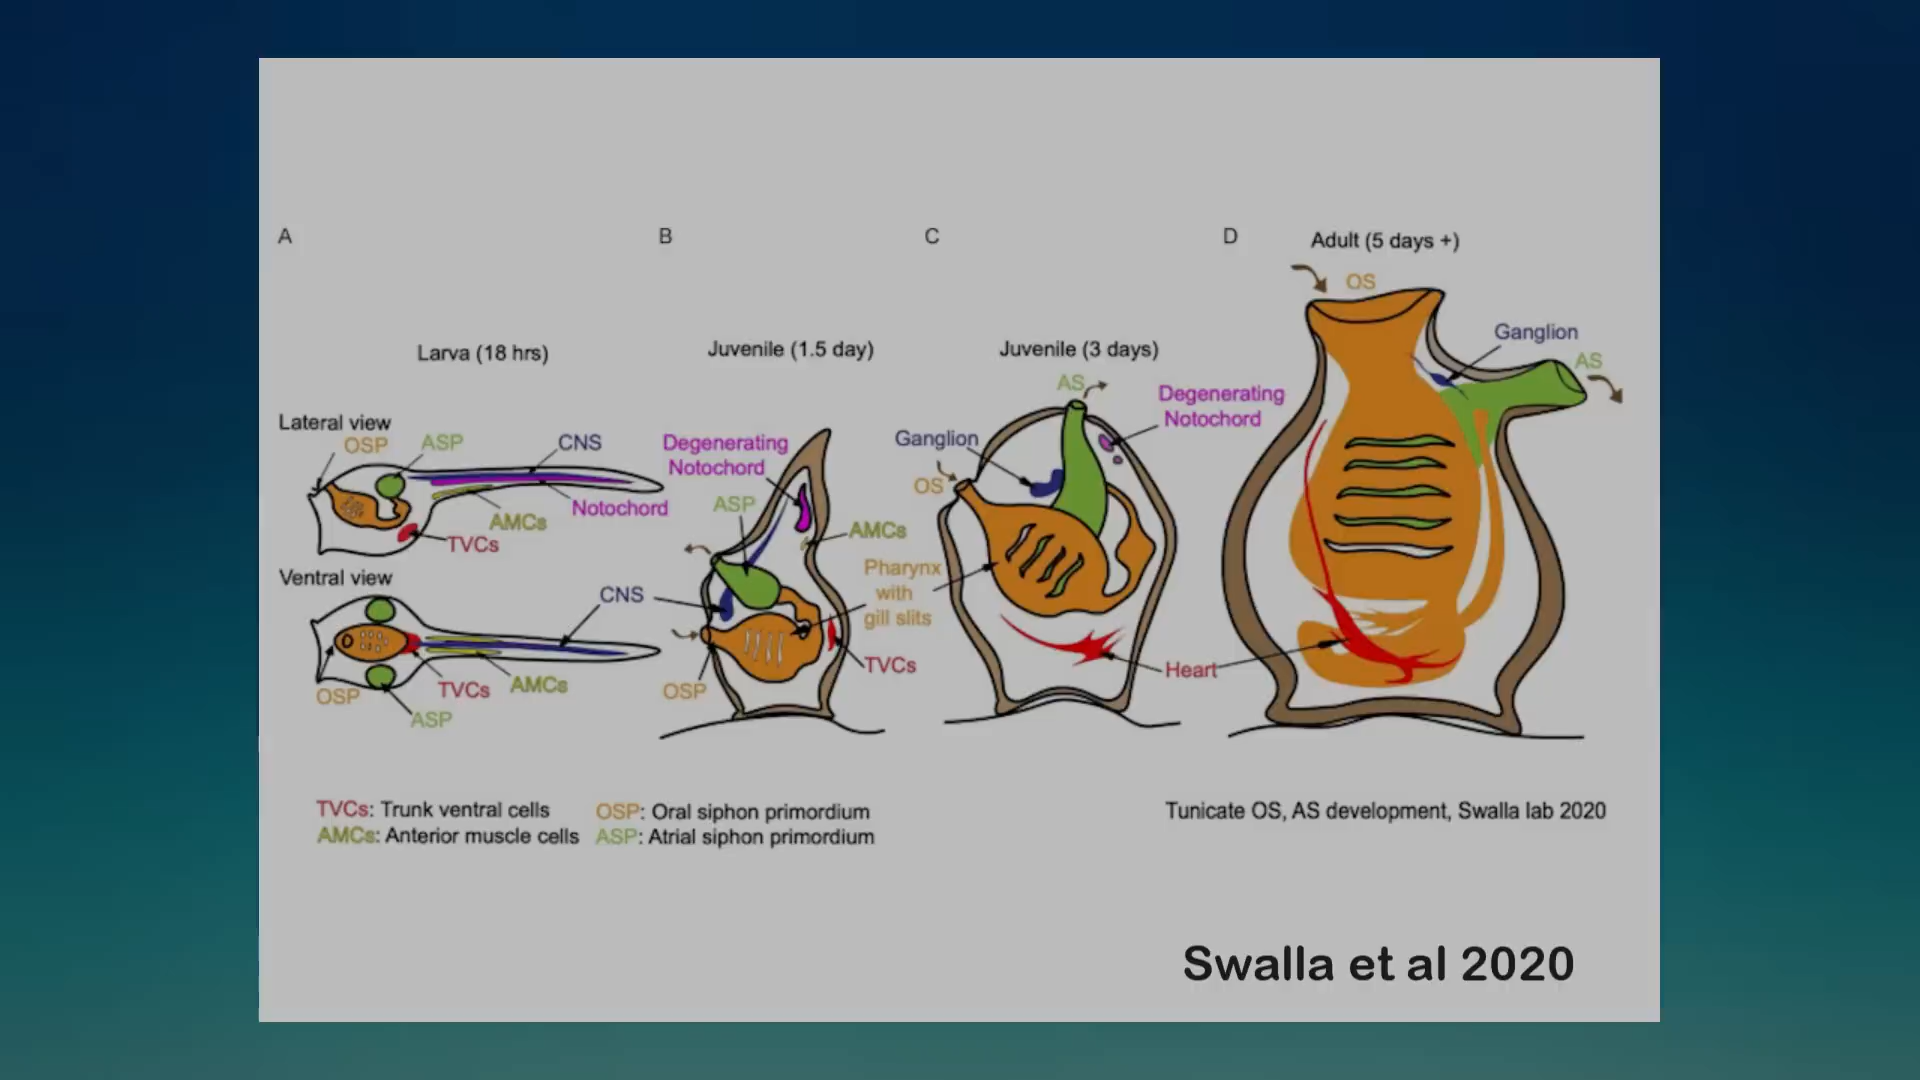 A
B
C
D
Adult (5 days +)
OS
Ganglion
AS
Larva (18 hrs)
Juvenile (1.5 day)
Juvenile (3 days)
AS
Degenerating
Notochord
Ganglion
OS
Lateral view
OSP
ASP
CNS
Notochord
AMCs
TVCs
Degenerating
Notochord
ASP
AMCs
Pharynx
with
gill slits
TVCs
OSP
Heart
Ventral view
CNS
OSP
TVCs
AMCs
ASP
TVCs: Trunk ventral cells
AMCs: Anterior muscle cells
OSP: Oral siphon primordium
ASP: Atrial siphon primordium
Tunicate OS, AS development, Swalla lab 2020
Swalla et al 2020